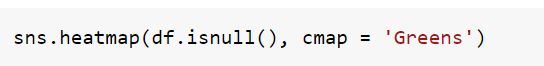 sns.heatmap(df.isnull(), cmap = 'Greens')